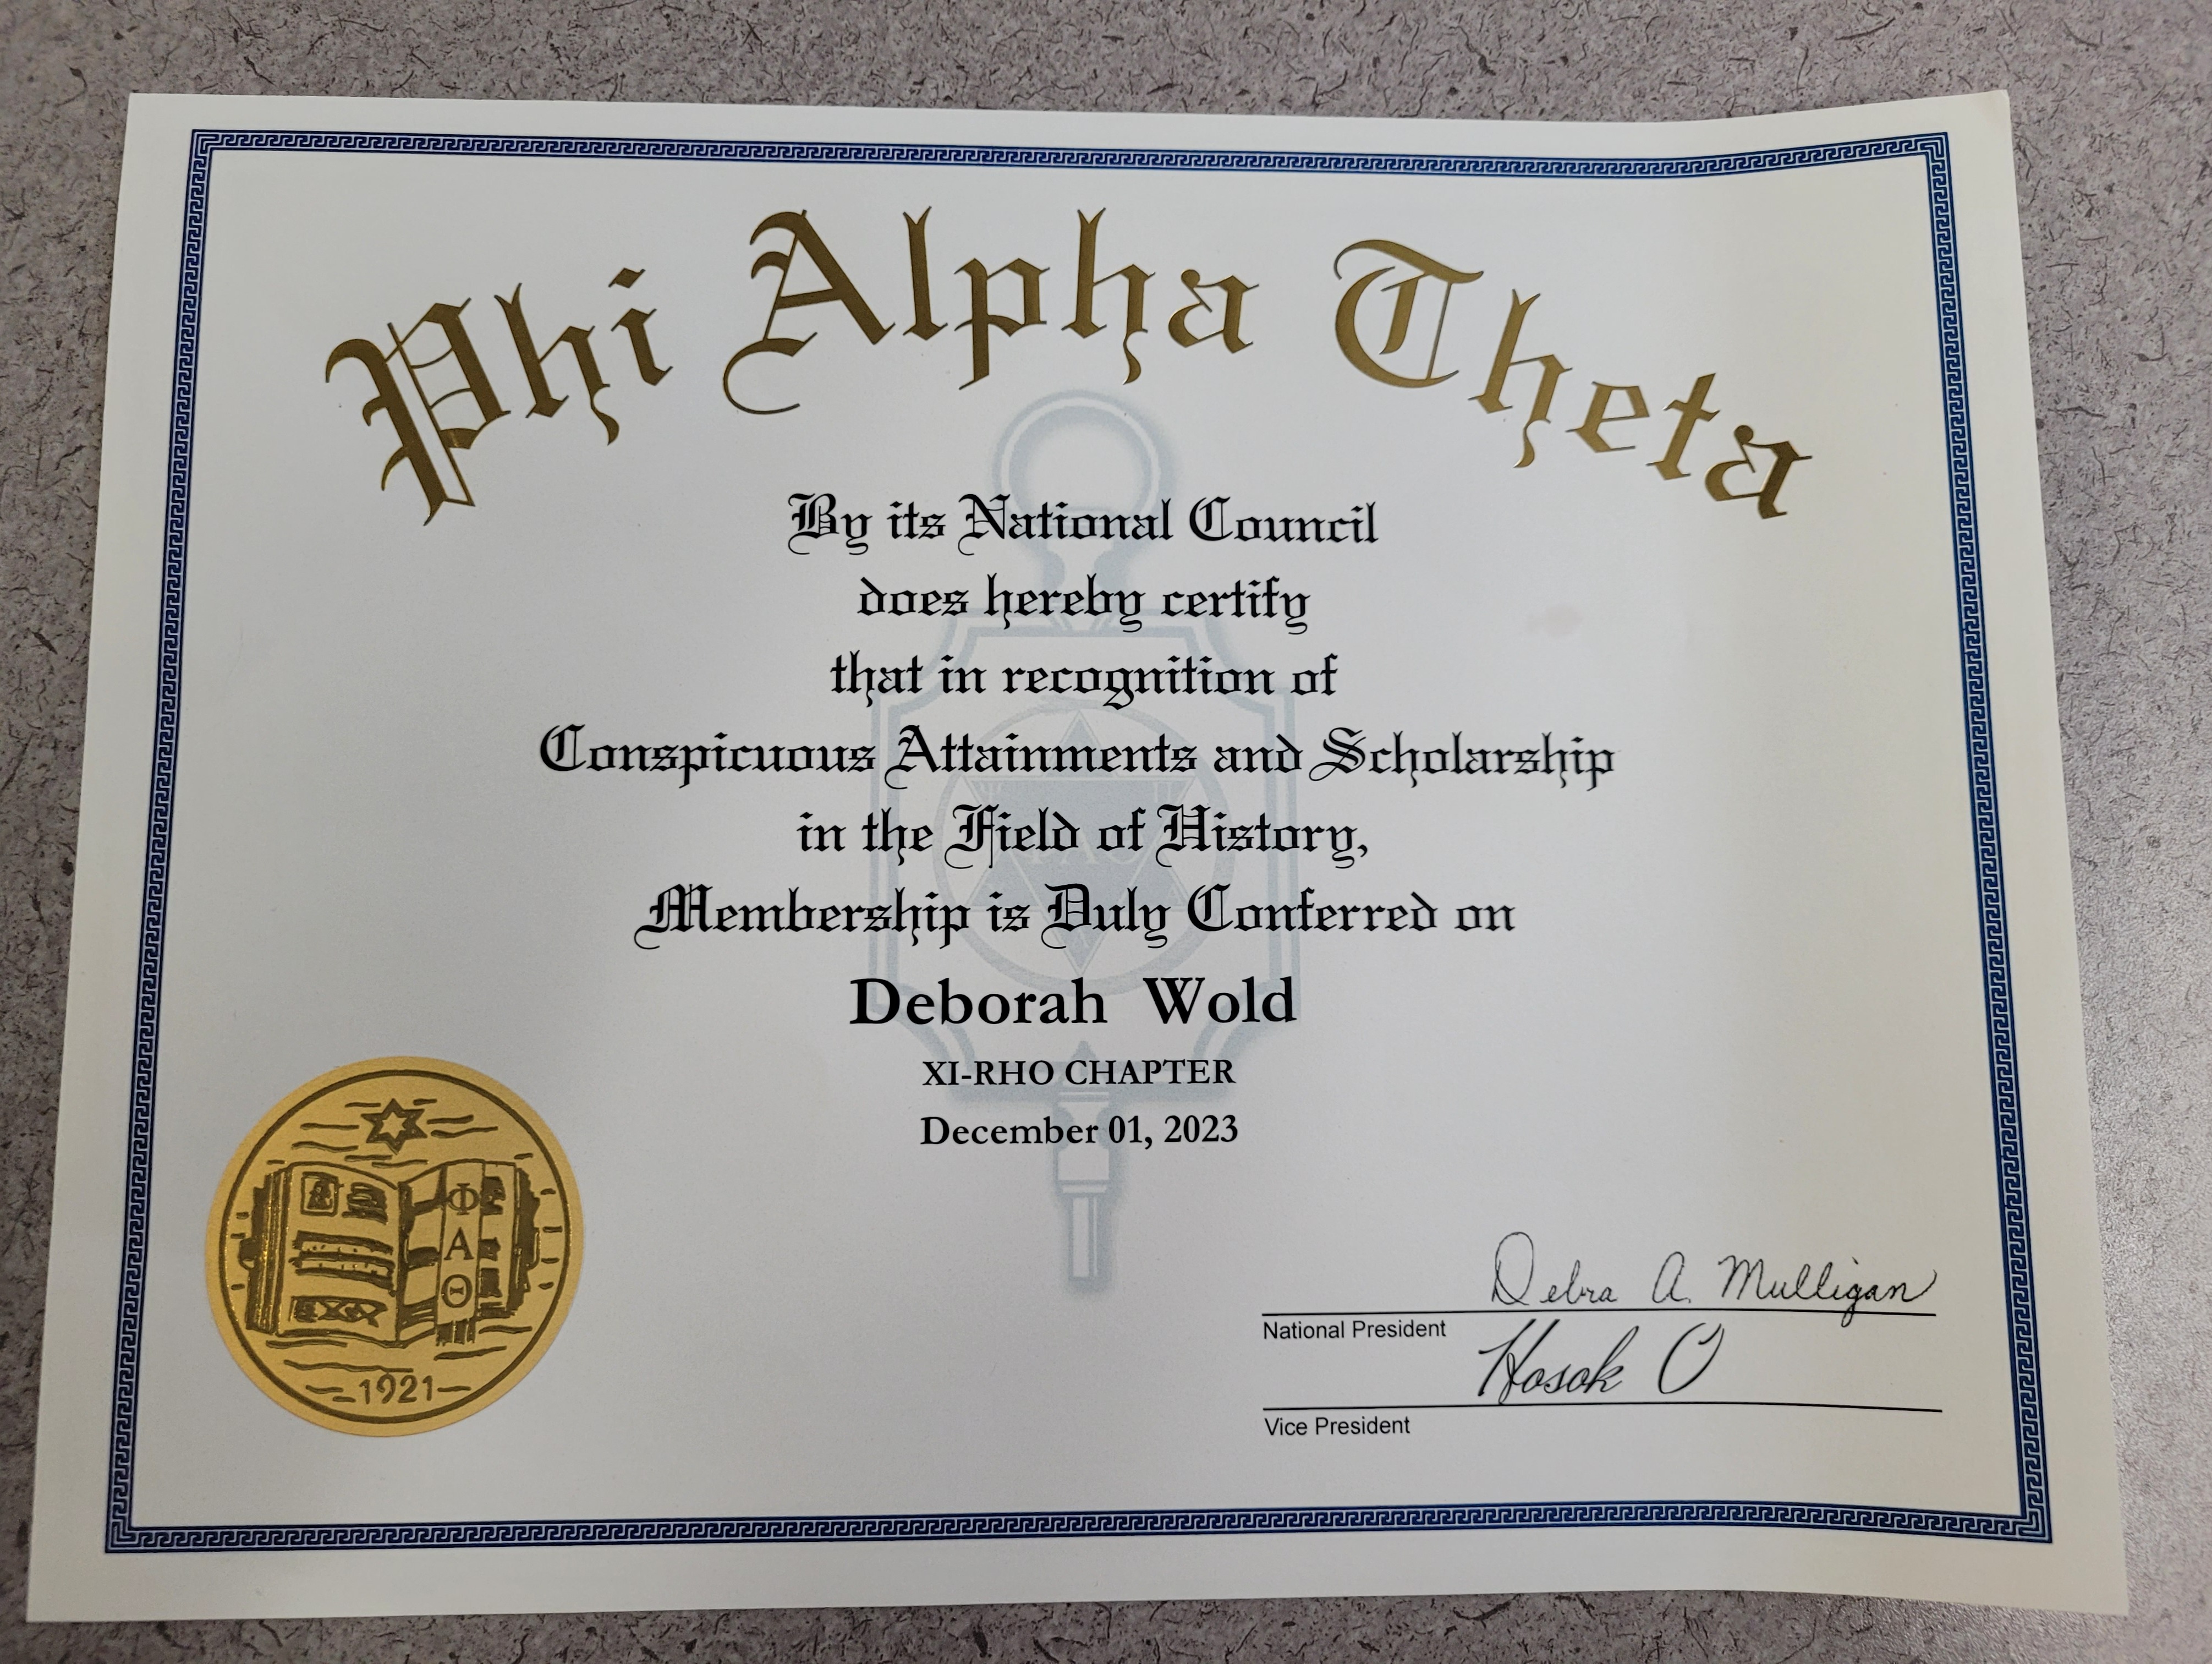 Phi Alpha Theta
By its National Council
does hereby certify
that in recognition of
Conspicuous Attainments and Scholarship
in the Field of History,
Membership is Duly Conferred on
Deborah Wold
XI-RHO CHAPTER
December 01, 2023
Φ
Α
Θ
1921
Debra A. Mulligan
National President
Hosok O
Vice President